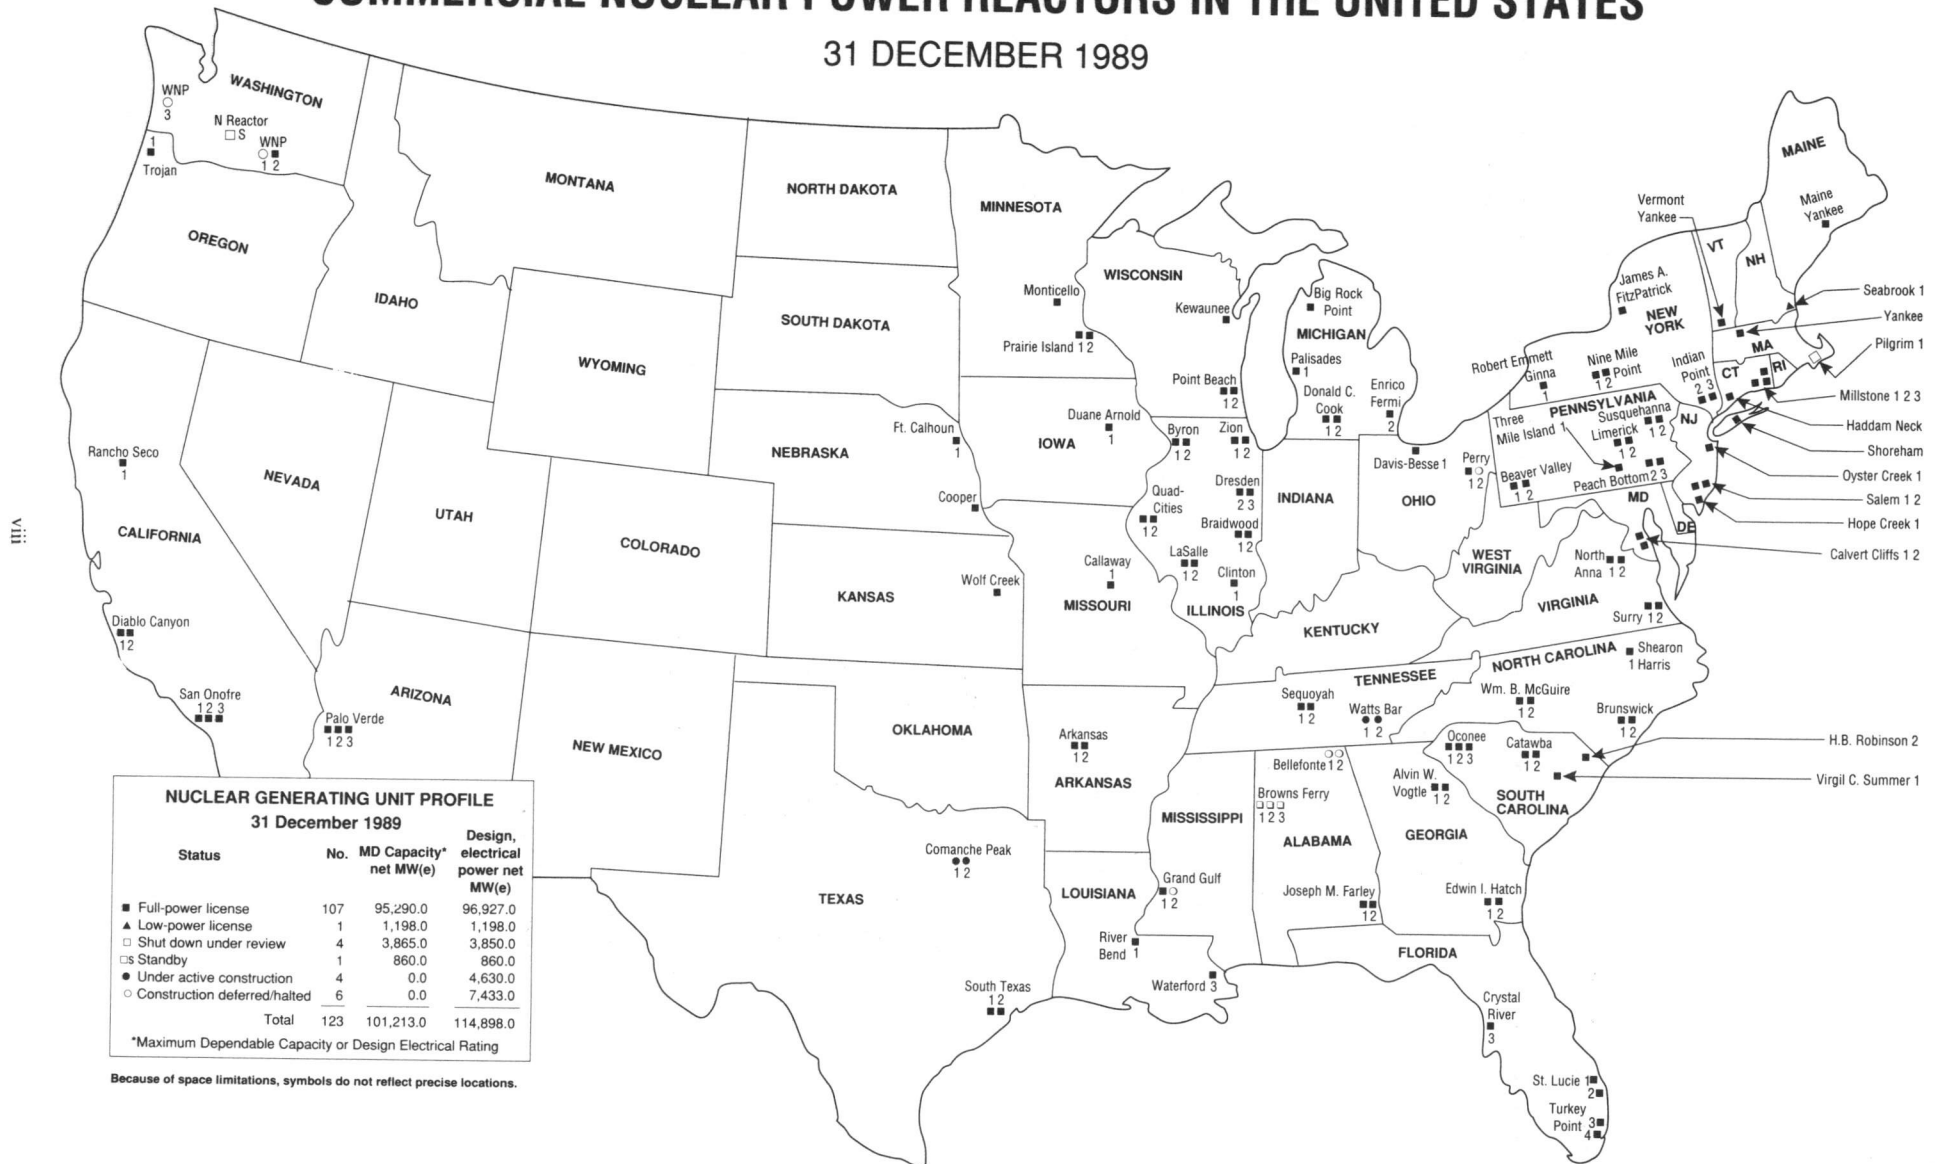 COMMERCIAL NUCLEAR POWER REACTORS IN THE UNITED STATES
31 DECEMBER 1989
viii
WASHINGTON
WNP
3
N Reactor
S
WNP
1 2
1
Trojan
OREGON
IDAHO
MONTANA
NORTH DAKOTA
SOUTH DAKOTA
WYOMING
NEBRASKA
Ft. Calhoun
1
Cooper
MINNESOTA
Monticello
Prairie Island 1 2
WISCONSIN
Kewaunee
Point Beach
1 2
Big Rock
Point
MICHIGAN
Palisades
1
Donald C.
Cook
1 2
Enrico
Fermi
2
IOWA
Duane Arnold
1
Byron
1 2
Zion
1 2
Dresden
2 3
Quad-
Cities
1 2
Braidwood
1 2
LaSalle
1 2
Clinton
1
ILLINOIS
INDIANA
OHIO
Davis-Besse 1
Perry
1 2
Rancho Seco
1
CALIFORNIA
Diablo Canyon
1 2
San Onofre
1 2 3
NEVADA
UTAH
COLORADO
ARIZONA
Palo Verde
1 2 3
NEW MEXICO
KANSAS
Wolf Creek
MISSOURI
Callaway
1
OKLAHOMA
ARKANSAS
Arkansas
1 2
TEXAS
Comanche Peak
1 2
South Texas
1 2
LOUISIANA
River
Bend 1
Waterford 3
MISSISSIPPI
Grand Gulf
1 2
ALABAMA
Bellefonte 1 2
Browns Ferry
1 2 3
Joseph M. Farley
1 2
GEORGIA
Alvin W.
Vogtle
1 2
Edwin I. Hatch
1 2
FLORIDA
Crystal
River
3
St. Lucie 1
2
Turkey
Point 3
4
KENTUCKY
TENNESSEE
Sequoyah
1 2
Watts Bar
1 2
WEST
VIRGINIA
VIRGINIA
North
Anna 1 2
Surry 1 2
NORTH CAROLINA
Shearon
1 Harris
Wm. B. McGuire
1 2
Brunswick
1 2
SOUTH
CAROLINA
Oconee
1 2 3
Catawba
1 2
H.B. Robinson 2
Virgil C. Summer 1
PENNSYLVANIA
Susquehanna
1 2
Three
Mile Island 1
Limerick
1 2
Beaver Valley
1 2
Peach Bottom 2 3
MD
DE
NJ
NEW
YORK
James A.
FitzPatrick
Robert Emmett
Ginna
1
Nine Mile
Point
1 2
Indian
Point
2 3
Vermont
Yankee
VT
NH
MAINE
Maine
Yankee
MA
CT
RI
Seabrook 1
Yankee
Pilgrim 1
Millstone 1 2 3
Haddam Neck
Shoreham
Oyster Creek 1
Salem 1 2
Hope Creek 1
Calvert Cliffs 1 2
NUCLEAR GENERATING UNIT PROFILE
31 December 1989
Status No. MD Capacity* net MW(e) Design, electrical power net MW(e)
■ Full-power license 107 95,290.0 96,927.0
▲ Low-power license 1 1,198.0 1,198.0
□ Shut down under review 4 3,865.0 3,850.0
□s Standby 1 860.0 860.0
● Under active construction 4 0.0 4,630.0
○ Construction deferred/halted 6 0.0 7,433.0
Total 123 101,213.0 114,898.0
*Maximum Dependable Capacity or Design Electrical Rating
Because of space limitations, symbols do not reflect precise locations.